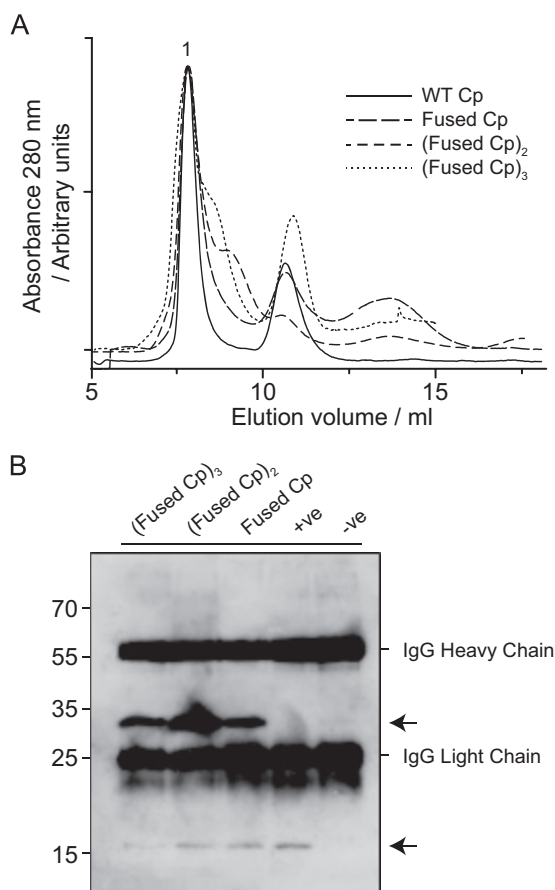 A
1
WT Cp
Fused Cp
(Fused Cp)₂
(Fused Cp)₃
Absorbance 280 nm
/ Arbitrary units
5
10
15
Elution volume / ml
B
(Fused Cp)₃
(Fused Cp)₂
Fused Cp
+ve
-ve
70
55
IgG Heavy Chain
35
25
IgG Light Chain
15